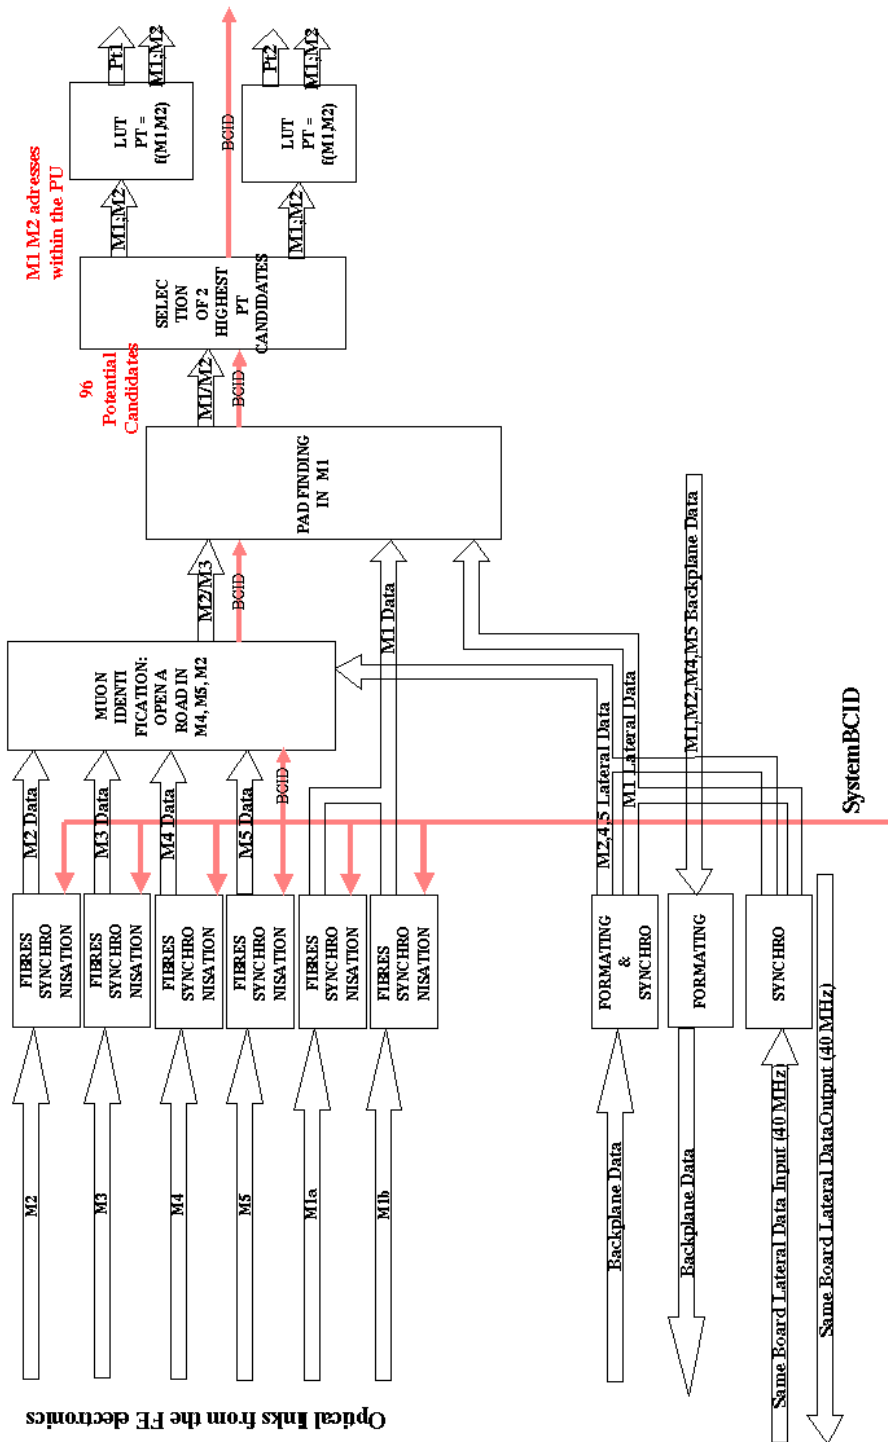 Optical links from the FE electronics
M2
M3
M4
M5
M1a
M1b
Backplane Data
Backplane Data
Same Board Lateral Data Input (40 MHz)
Same Board Lateral DataOutput (40 MHz)
FIBRES
SYNCHRO
NISATION
FIBRES
SYNCHRO
NISATION
FIBRES
SYNCHRO
NISATION
FIBRES
SYNCHRO
NISATION
FIBRES
SYNCHRO
NISATION
FIBRES
SYNCHRO
NISATION
FORMATING
&
SYNCHRO
FORMATING
SYNCHRO
M2 Data
M3 Data
M4 Data
M5 Data
BCID
M1 Data
M2,4,5 Lateral Data
M1 Lateral Data
M1,M2,M4,M5 Backplane Data
SystemBCID
MUON
IDENTI
FICATION:
OPEN A
ROAD IN
M4, M5, M2
M2/M3
BCID
PAD FINDING
IN M1
96
Potential
Candidates
M1/M2
BCID
SELEC
TION
OF 2
HIGHEST
PT
CANDIDATES
M1 M2 adresses
within the PU
M1;M2
BCID
M1;M2
LUT
PT =
f(M1,M2)
LUT
PT =
f(M1,M2)
Pt1
M1;M2
Pt2
M1;M2